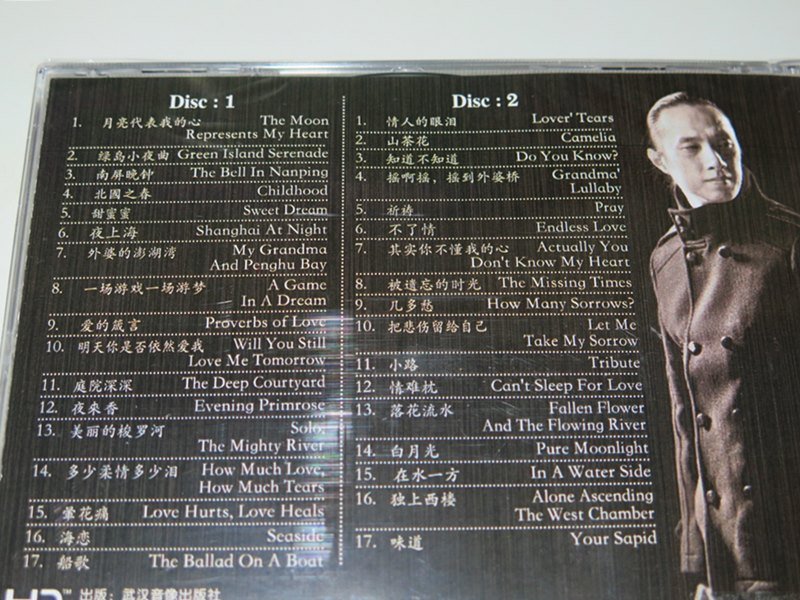 Disc : 1
1. 月亮代表我的心 The Moon
Represents My Heart
2. 绿岛小夜曲 Green Island Serenade
3. 南屏晚钟 The Bell In Nanping
4. 北國之春 Childhood
5. 甜蜜蜜 Sweet Dream
6. 夜上海 Shanghai At Night
7. 外婆的澎湖湾 My Grandma
And Penghu Bay
8. 一场游戏一场游梦 A Game
In A Dream
9. 爱的箴言 Proverbs of Love
10. 明天你是否依然爱我 Will You Still
Love Me Tomorrow
11. 庭院深深 The Deep Courtyard
12. 夜來香 Evening Primrose
13. 美丽的梭罗河 Solo,
The Mighty River
14. 多少柔情多少泪 How Much Love,
How Much Tears
15. 晕花痛 Love Hurts, Love Heals
16. 海恋 Seaside
17. 船歌 The Ballad On A Boat
Disc : 2
1. 情人的眼泪 Lover' Tears
2. 山茶花 Camelia
3. 知道不知道 Do You Know?
4. 摇啊摇，摇到外婆桥 Grandma'
Lullaby
5. 祈祷 Pray
6. 不了情 Endless Love
7. 其实你不懂我的心 Actually You
Don't Know My Heart
8. 被遗忘的时光 The Missing Times
9. 几多愁 How Many Sorrows?
10. 把悲伤留给自己 Let Me
Take My Sorrow
11. 小路 Tribute
12. 情难枕 Can't Sleep For Love
13. 落花流水 Fallen Flower
And The Flowing River
14. 白月光 Pure Moonlight
15. 在水一方 In A Water Side
16. 独上西楼 Alone Ascending
The West Chamber
17. 味道 Your Sapid
出版：武汉音像出版社